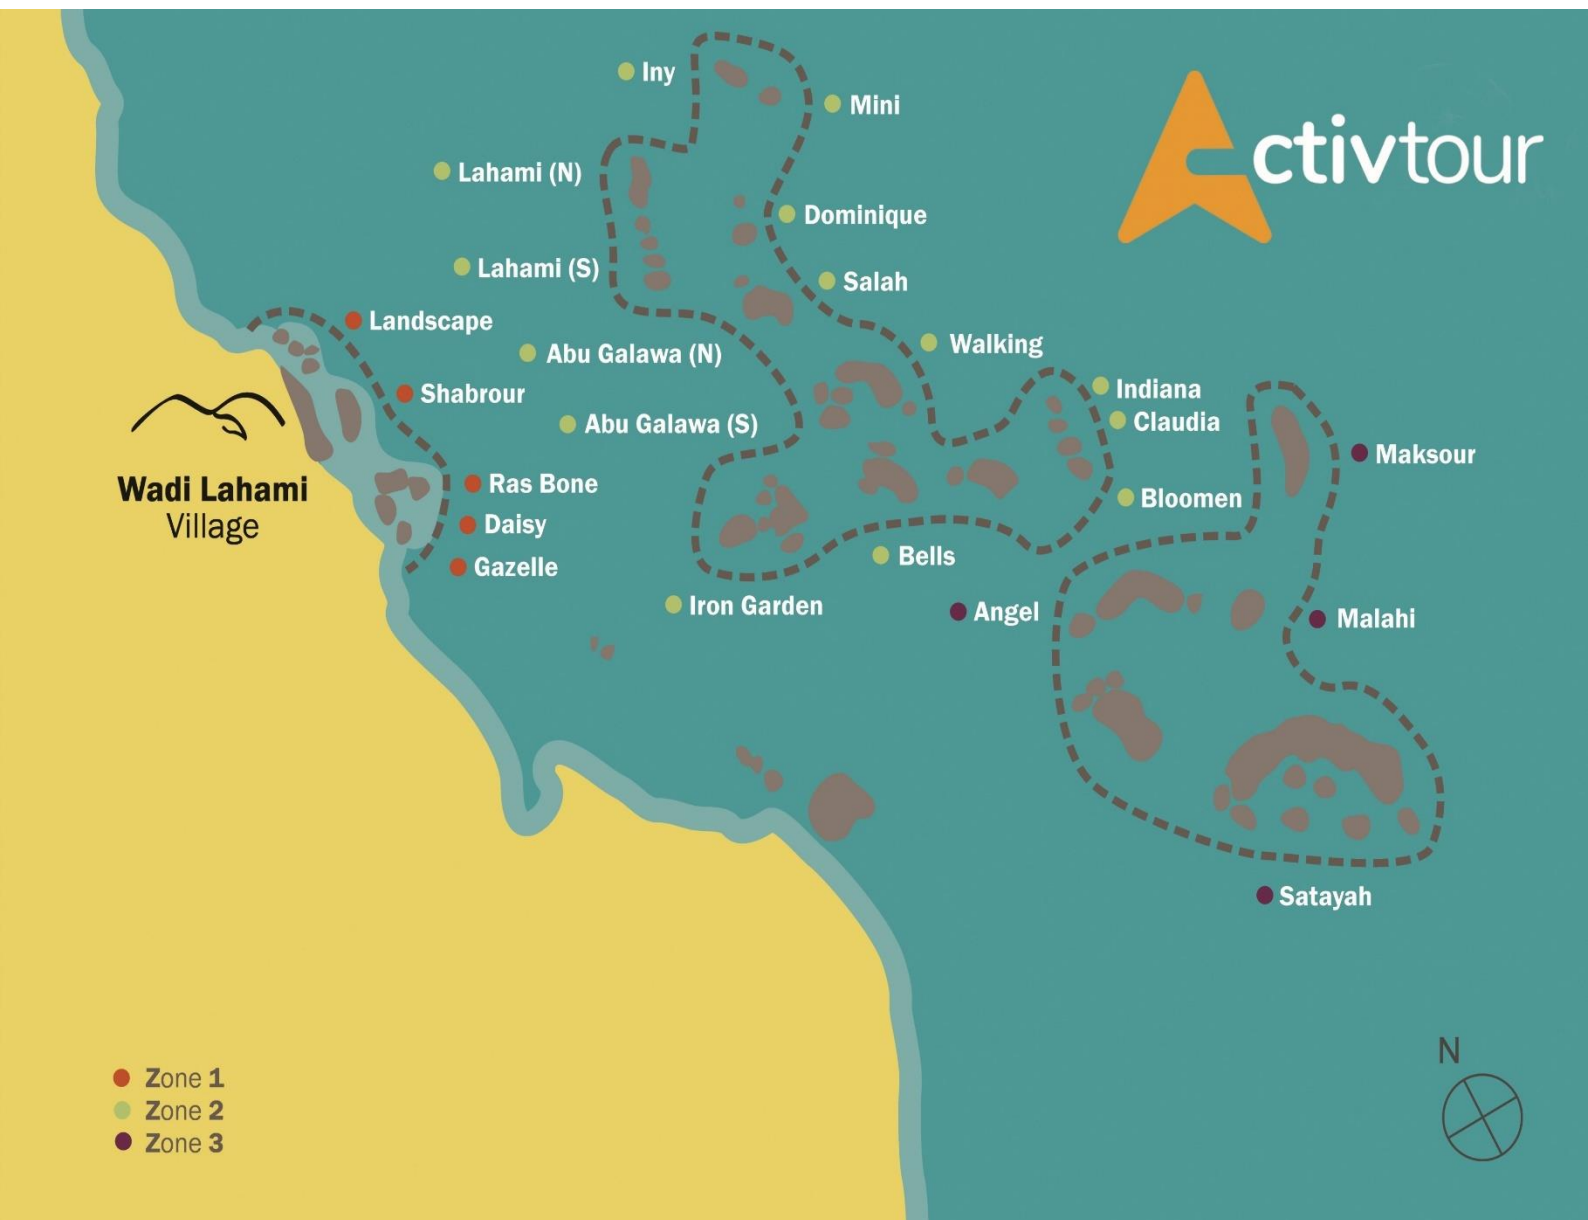 Iny
Mini
ctivtour
Lahami (N)
Dominique
Lahami (S)
Salah
Landscape
Walking
Abu Galawa (N)
Indiana
Shabrour
Claudia
Abu Galawa (S)
Maksour
Wadi Lahami
Village
Ras Bone
Bloomen
Daisy
Bells
Gazelle
Iron Garden
Angel
Malahi
Satayah
N
Zone 1
Zone 2
Zone 3